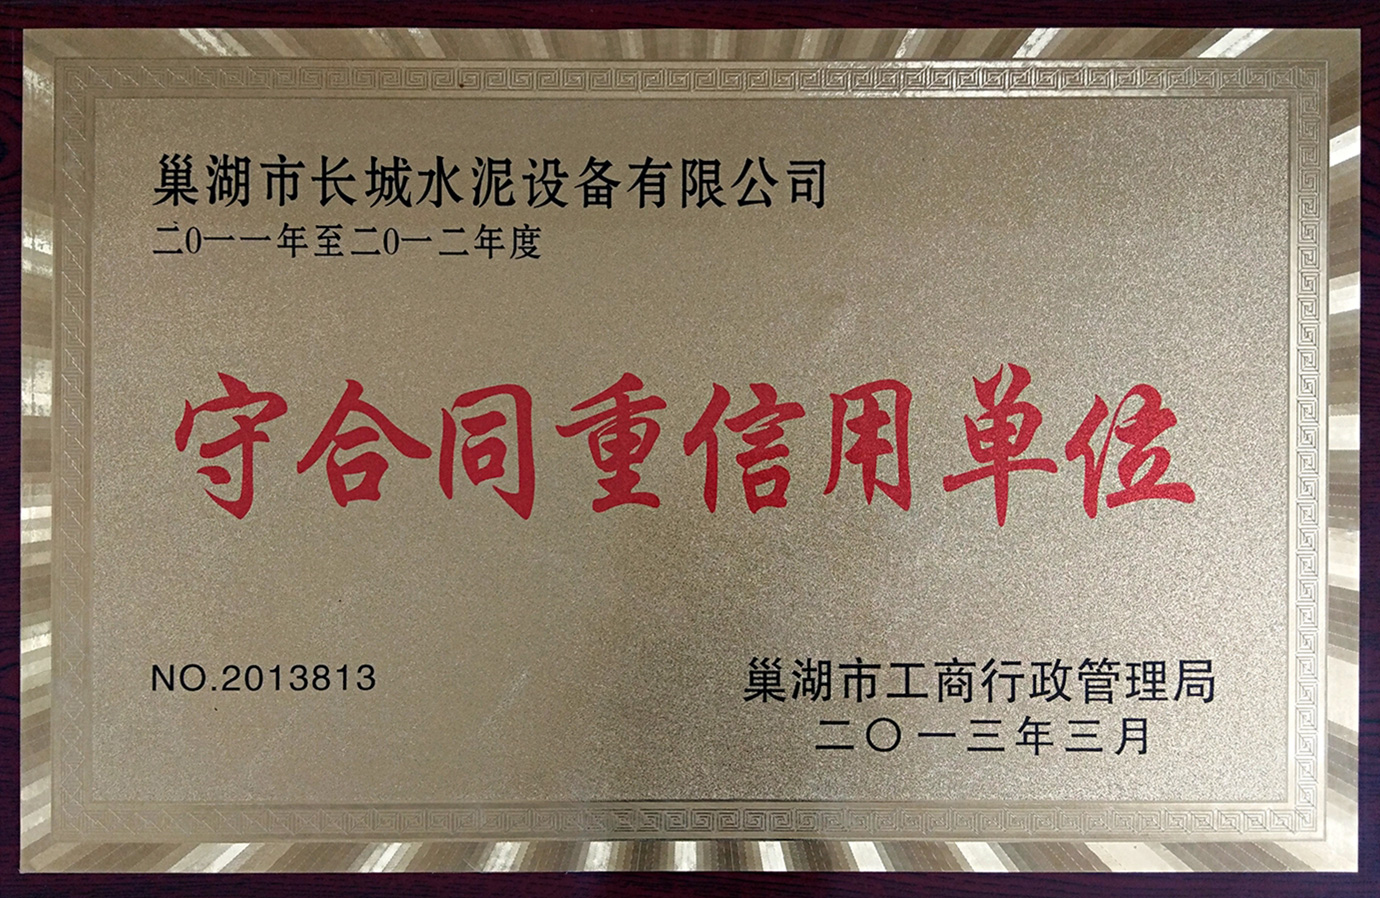 巢湖市长城水泥设备有限公司
二0一一年至二0一二年度
守合同重信用单位
NO.2013813
巢湖市工商行政管理局
二〇一三年三月